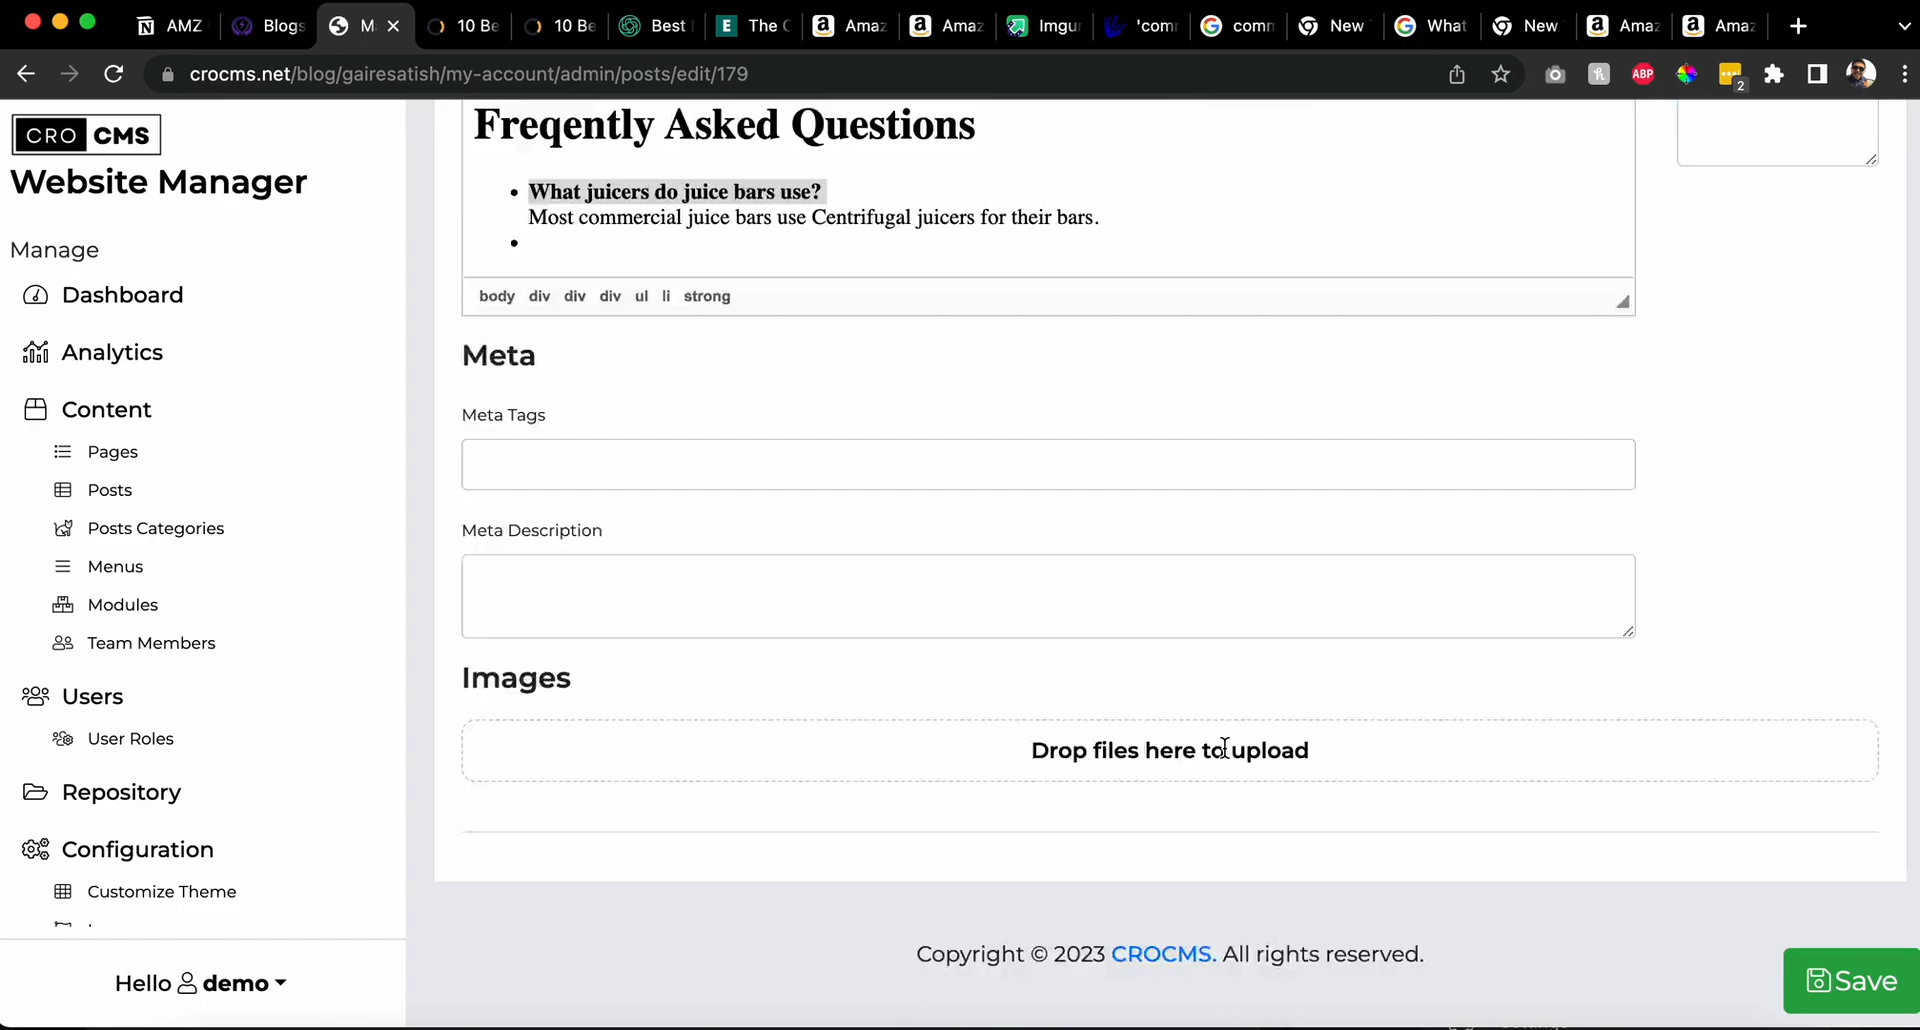 AMZ
Blogs
M
10 Be
10 Be
Best
The C
Amaz
Amaz
Imgu
'com
comn
New
What
New
Amaz
Amaz
crocms.net/blog/gairesatish/my-account/admin/posts/edit/179
ABP
2
CRO CMS
Website Manager
Manage
Dashboard
Analytics
Content
Pages
Posts
Posts Categories
Menus
Modules
Team Members
Users
User Roles
Repository
Configuration
Customize Theme
Hello demo
Freqently Asked Questions
What juicers do juice bars use?
Most commercial juice bars use Centrifugal juicers for their bars.
body div div div ul li strong
Meta
Meta Tags
Meta Description
Images
Drop files here to upload
Copyright © 2023 CROCMS. All rights reserved.
Save